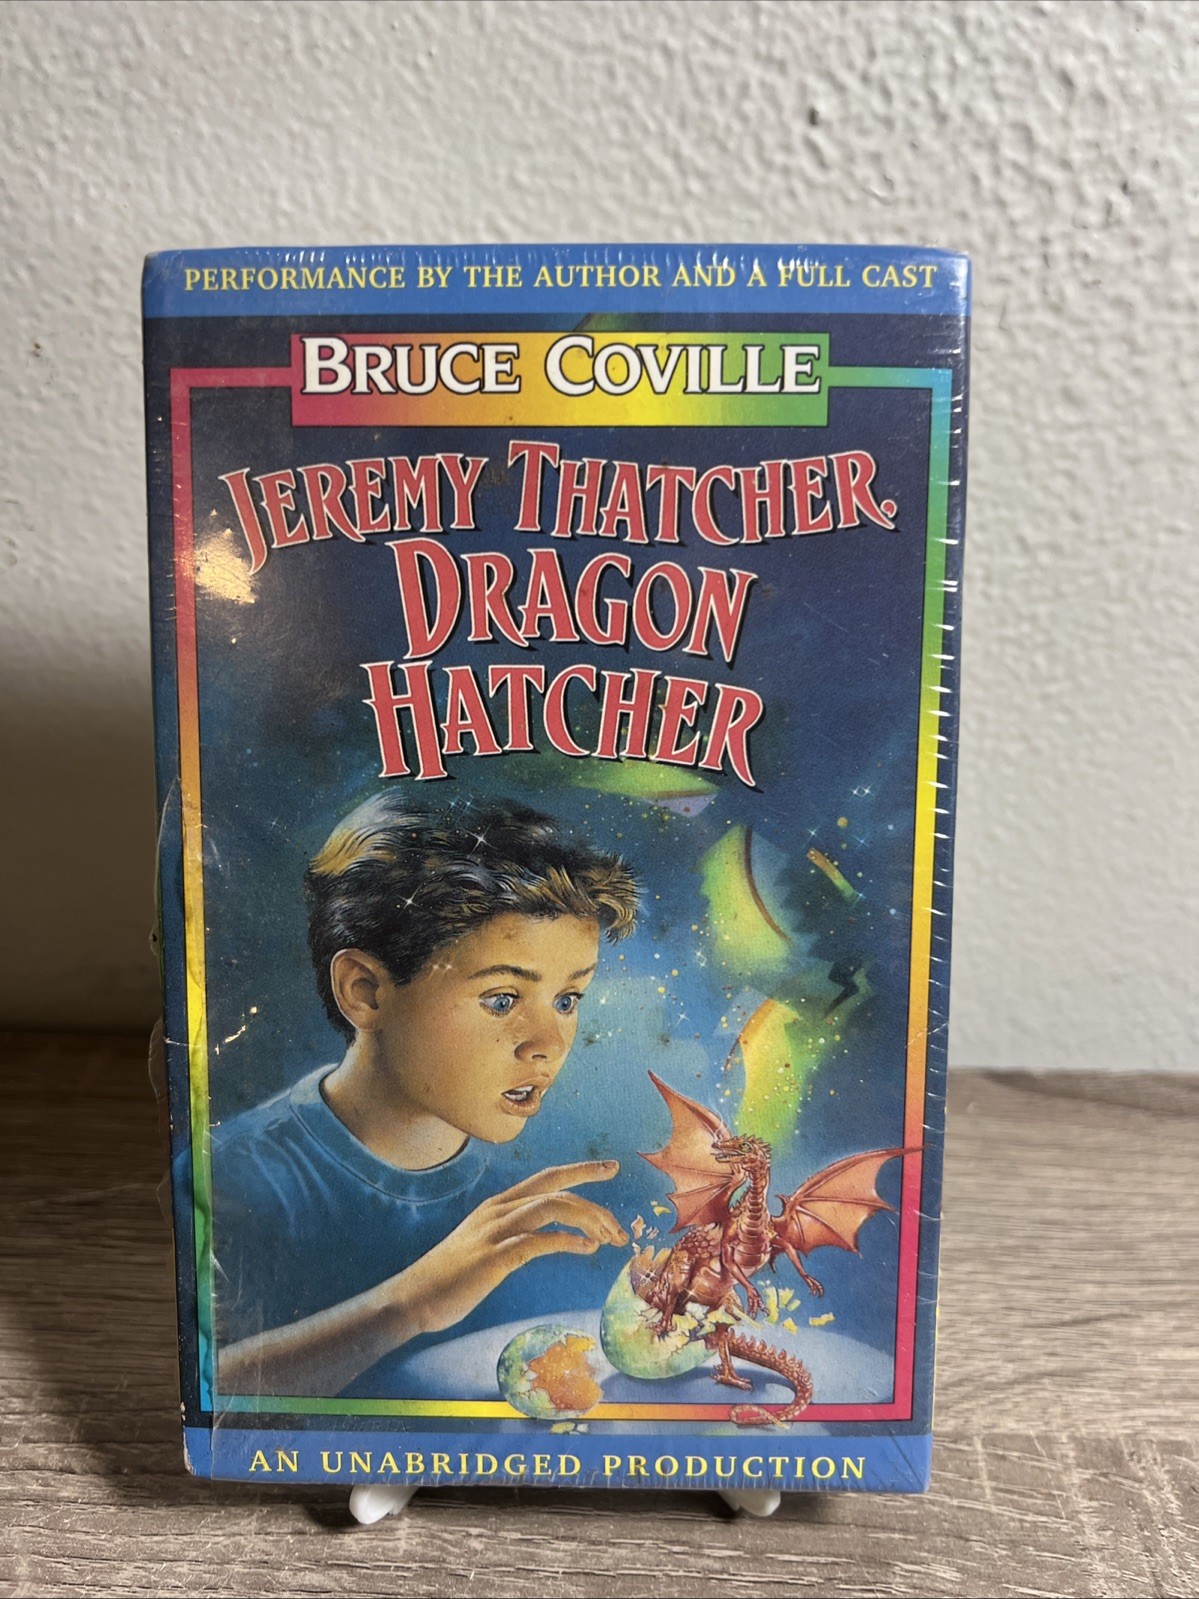 PERFORMANCE BY THE AUTHOR AND A FULL CAST
BRUCE COVILLE
JEREMY THATCHER,
DRAGON
HATCHER
AN UNABRIDGED PRODUCTION